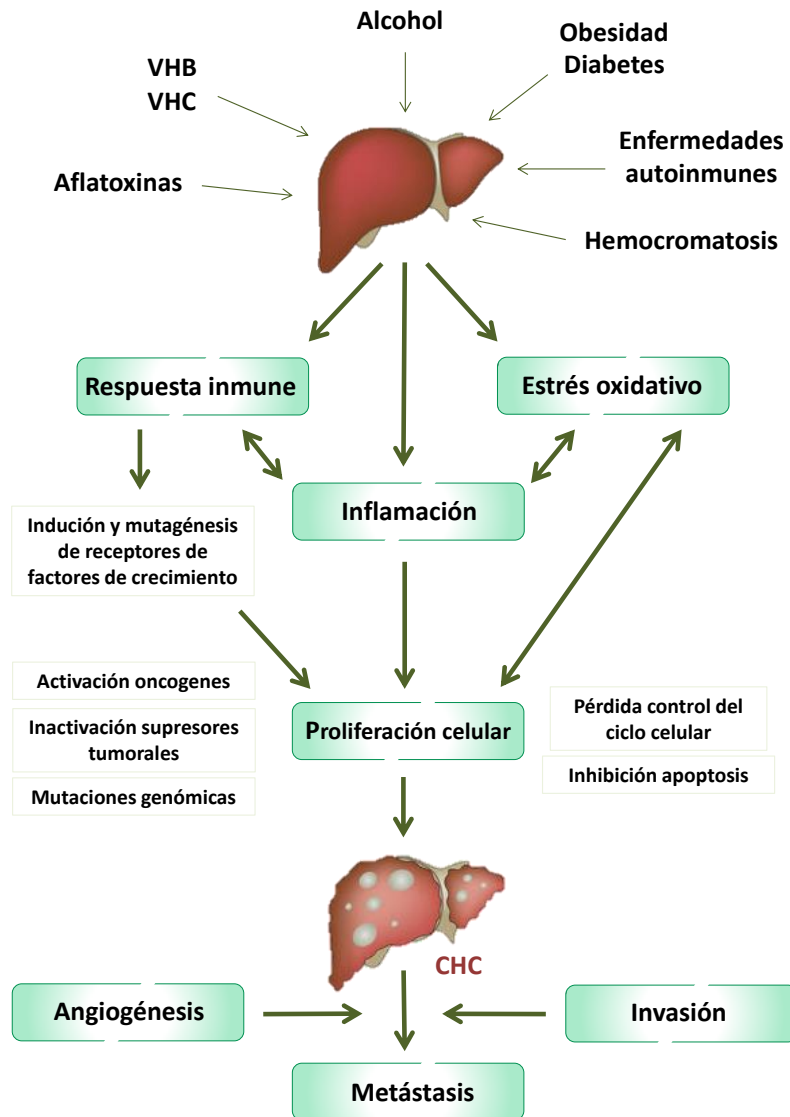 Alcohol
Obesidad
Diabetes
VHB
VHC
Enfermedades
autoinmunes
Aflatoxinas
Hemocromatosis
Respuesta inmune
Estrés oxidativo
Inflamación
Indución y mutagénesis
de receptores de
factores de crecimiento
Activación oncogenes
Inactivación supresores
tumorales
Mutaciones genómicas
Proliferación celular
Pérdida control del
ciclo celular
Inhibición apoptosis
CHC
Angiogénesis
Invasión
Metástasis